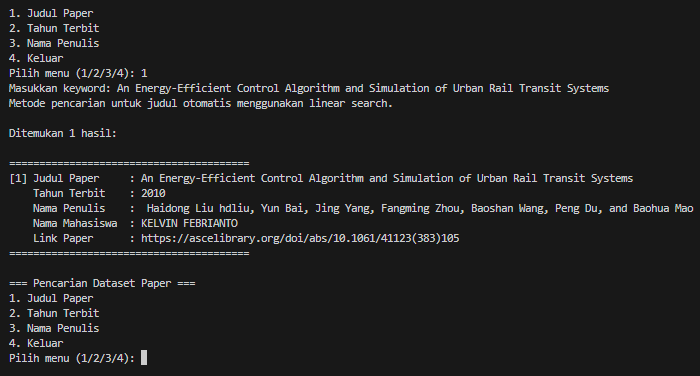 1. Judul Paper
2. Tahun Terbit
3. Nama Penulis
4. Keluar
Pilih menu (1/2/3/4): 1
Masukkan keyword: An Energy-Efficient Control Algorithm and Simulation of Urban Rail Transit Systems
Metode pencarian untuk judul otomatis menggunakan linear search.
Ditemukan 1 hasil:
========================================
[1] Judul Paper     : An Energy-Efficient Control Algorithm and Simulation of Urban Rail Transit Systems
    Tahun Terbit    : 2010
    Nama Penulis    :  Haidong Liu hdliu, Yun Bai, Jing Yang, Fangming Zhou, Baoshan Wang, Peng Du, and Baohua Mao
    Nama Mahasiswa  : KELVIN FEBRIANTO
    Link Paper      : https://ascelibrary.org/doi/abs/10.1061/41123(383)105
========================================
=== Pencarian Dataset Paper ===
1. Judul Paper
2. Tahun Terbit
3. Nama Penulis
4. Keluar
Pilih menu (1/2/3/4):